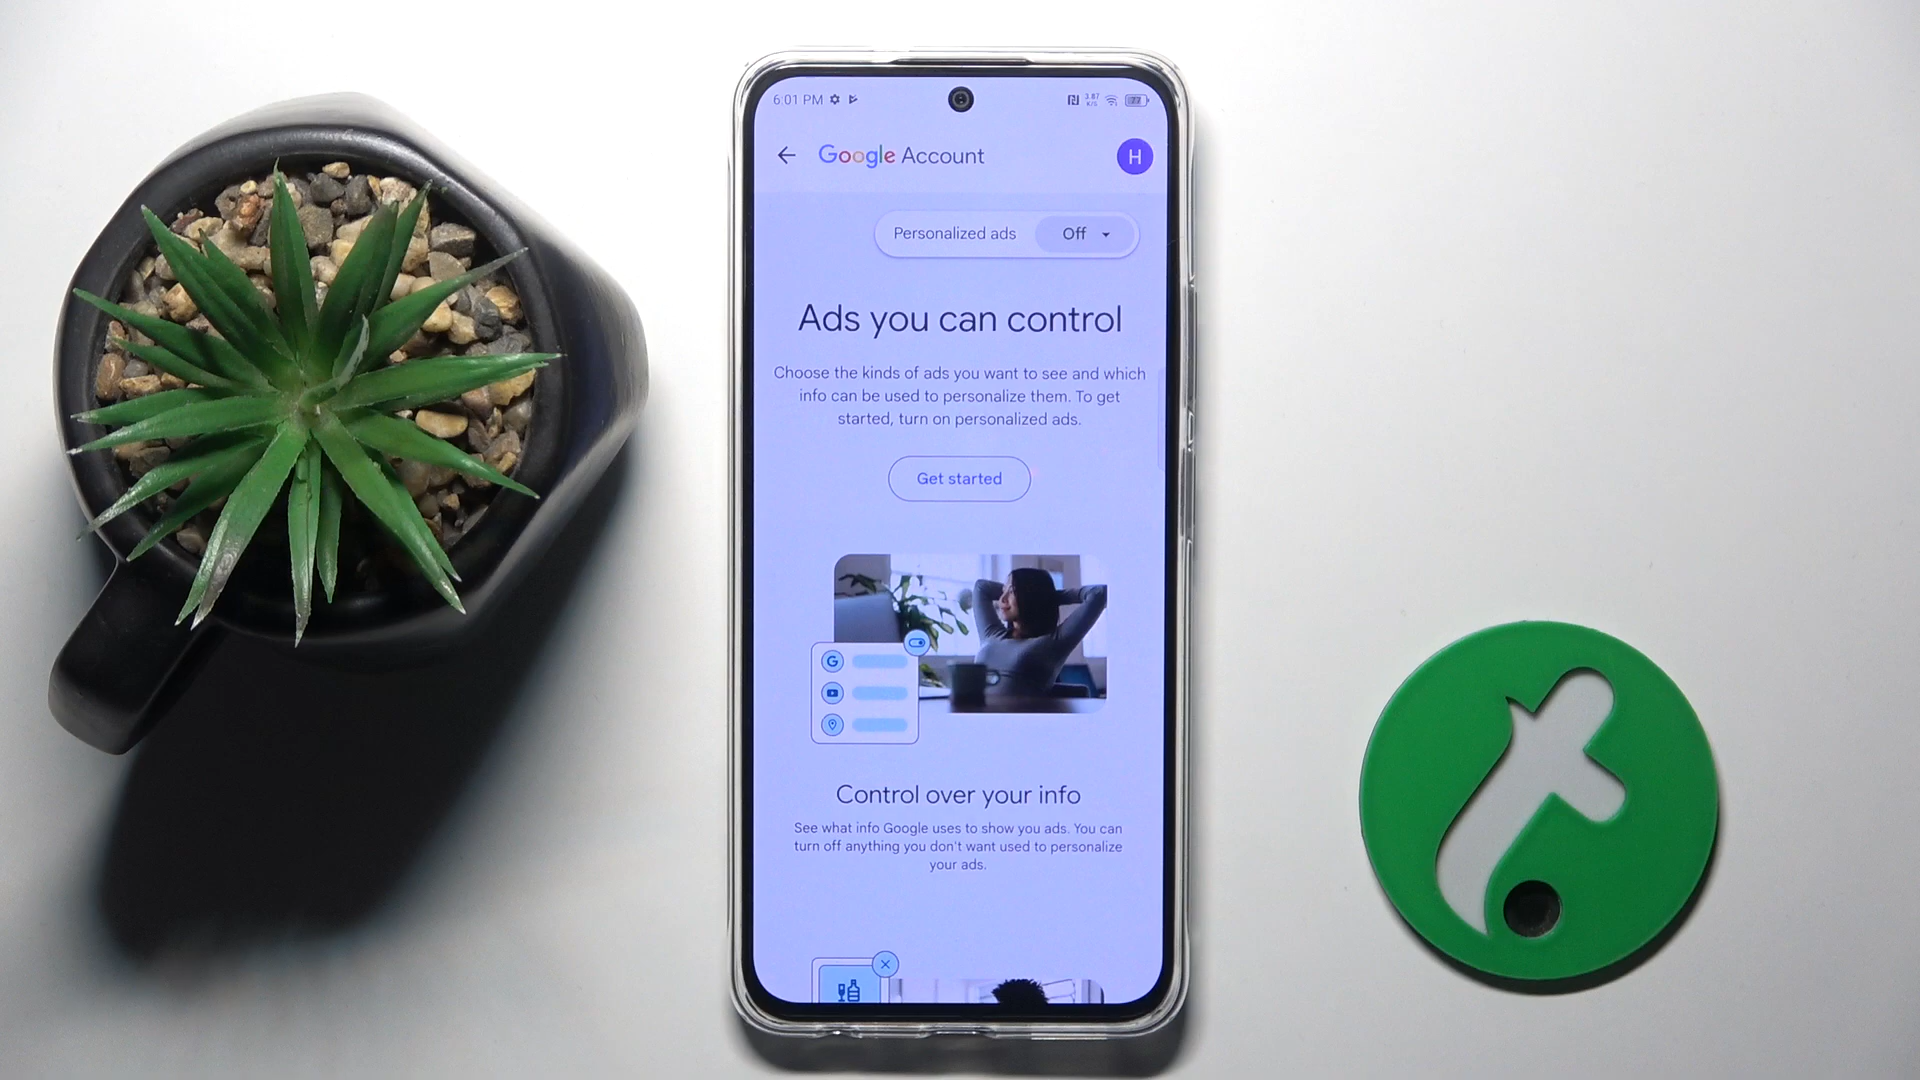 6:01 PM
3.87
K/S
77
Google Account
H
Personalized ads
Off
Ads you can control
Choose the kinds of ads you want to see and which
info can be used to personalize them. To get
started, turn on personalized ads.
Get started
G
Control over your info
See what info Google uses to show you ads. You can
turn off anything you don't want used to personalize
your ads.